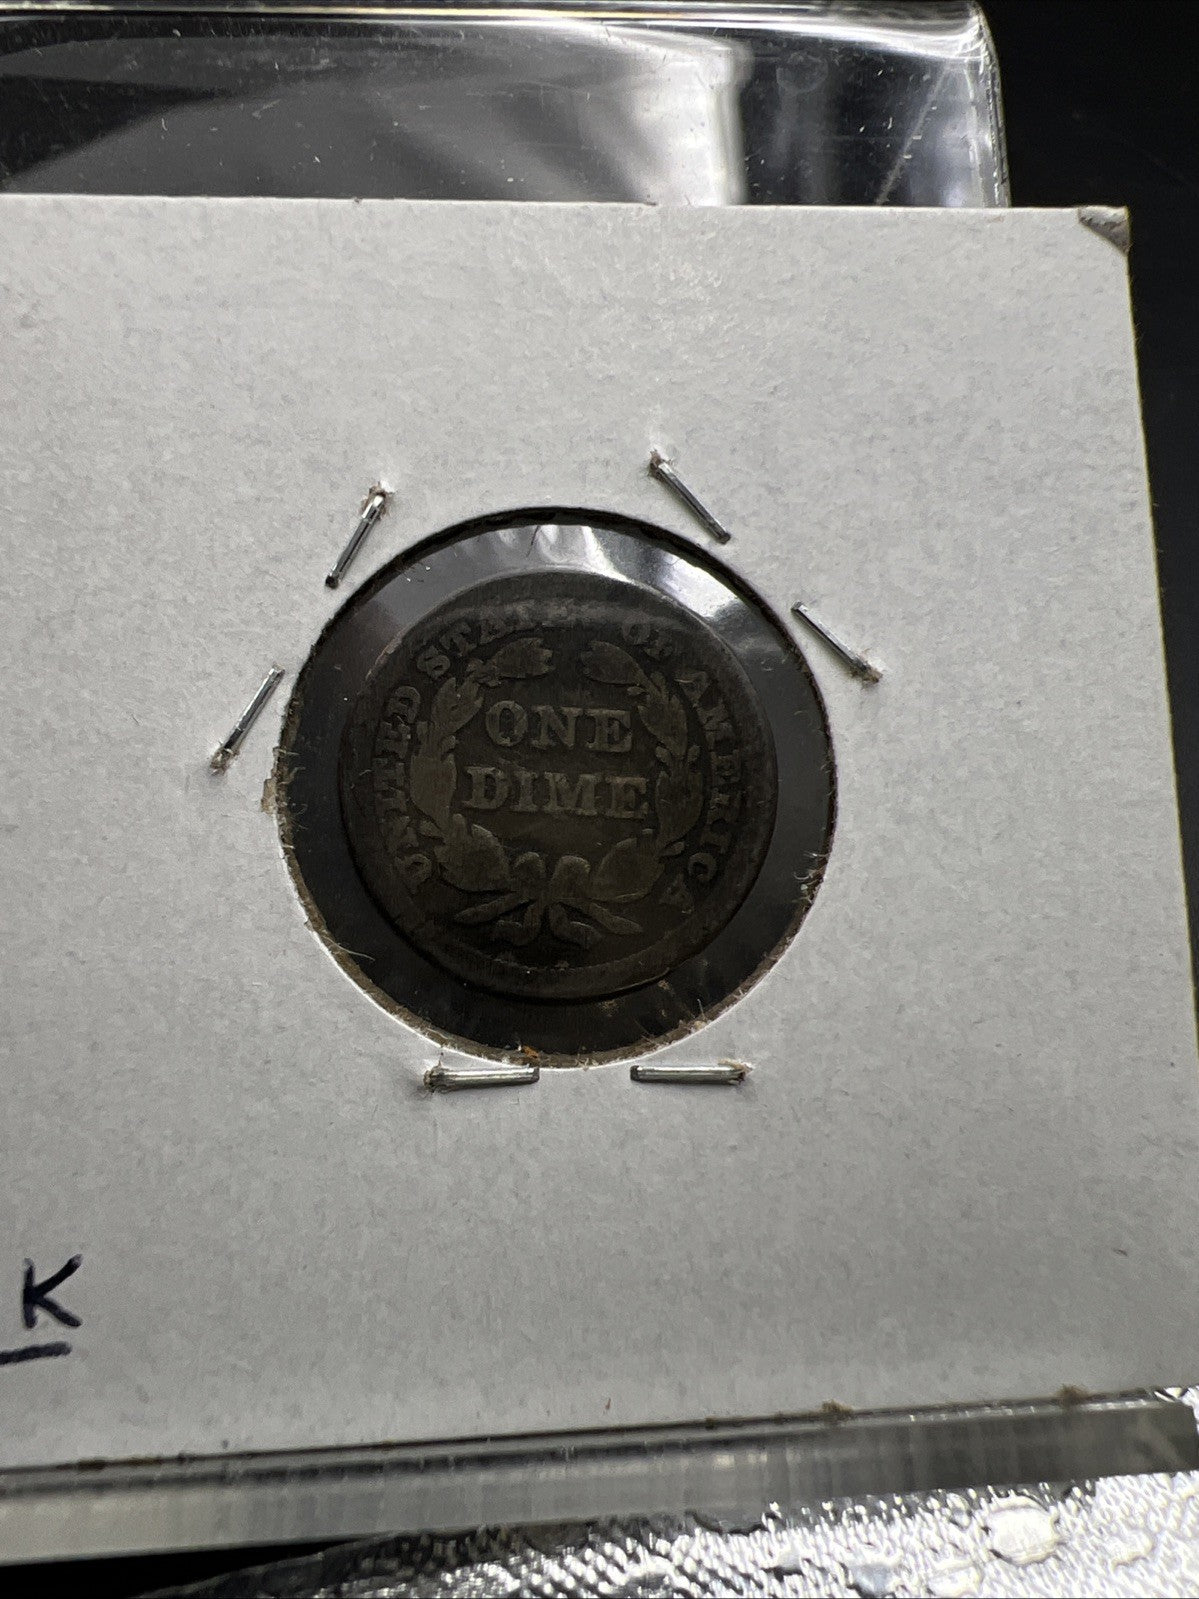 UNITED STATES OF AMERICA
ONE
DIME
K